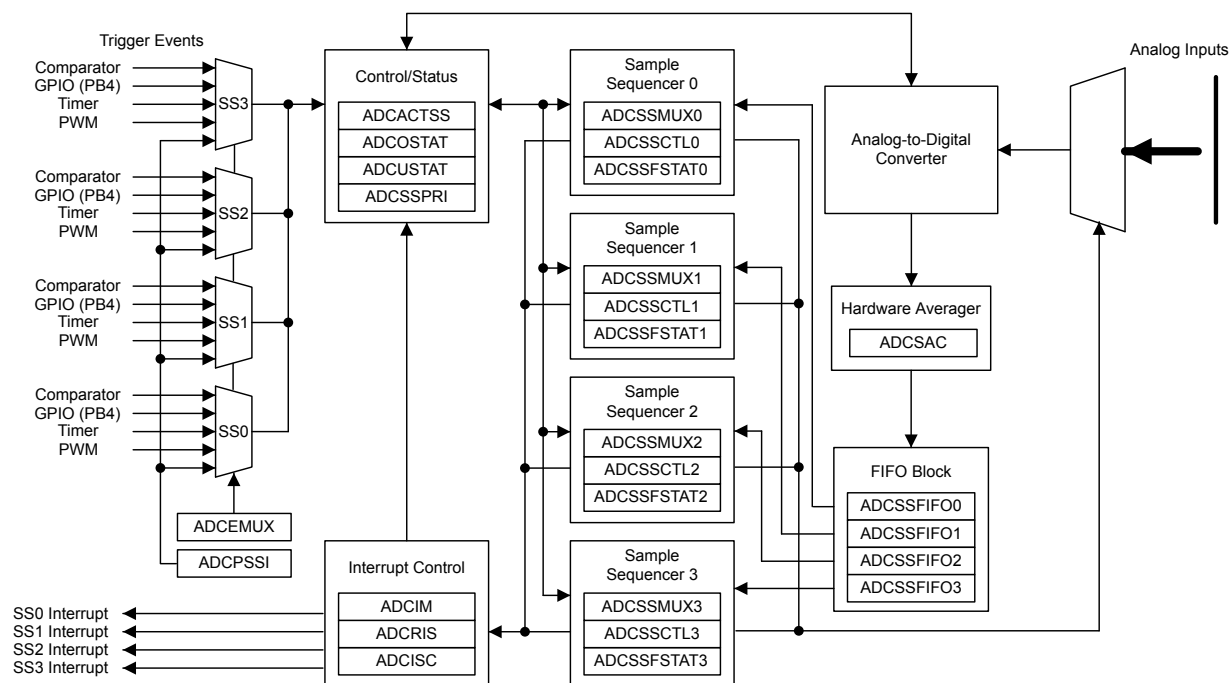 Trigger Events
Comparator
GPIO (PB4)
Timer
PWM
SS3
Comparator
GPIO (PB4)
Timer
PWM
SS2
Comparator
GPIO (PB4)
Timer
PWM
SS1
Comparator
GPIO (PB4)
Timer
PWM
SS0
ADCEMUX
ADCPSSI
Control/Status
ADCACTSS
ADCOSTAT
ADCUSTAT
ADCSSPRI
Interrupt Control
ADCIM
ADCRIS
ADCISC
SS0 Interrupt
SS1 Interrupt
SS2 Interrupt
SS3 Interrupt
Sample
Sequencer 0
ADCSSMUX0
ADCSSCTL0
ADCSSFSTAT0
Sample
Sequencer 1
ADCSSMUX1
ADCSSCTL1
ADCSSFSTAT1
Sample
Sequencer 2
ADCSSMUX2
ADCSSCTL2
ADCSSFSTAT2
Sample
Sequencer 3
ADCSSMUX3
ADCSSCTL3
ADCSSFSTAT3
Analog-to-Digital
Converter
Hardware Averager
ADCSAC
FIFO Block
ADCSSFIFO0
ADCSSFIFO1
ADCSSFIFO2
ADCSSFIFO3
Analog Inputs